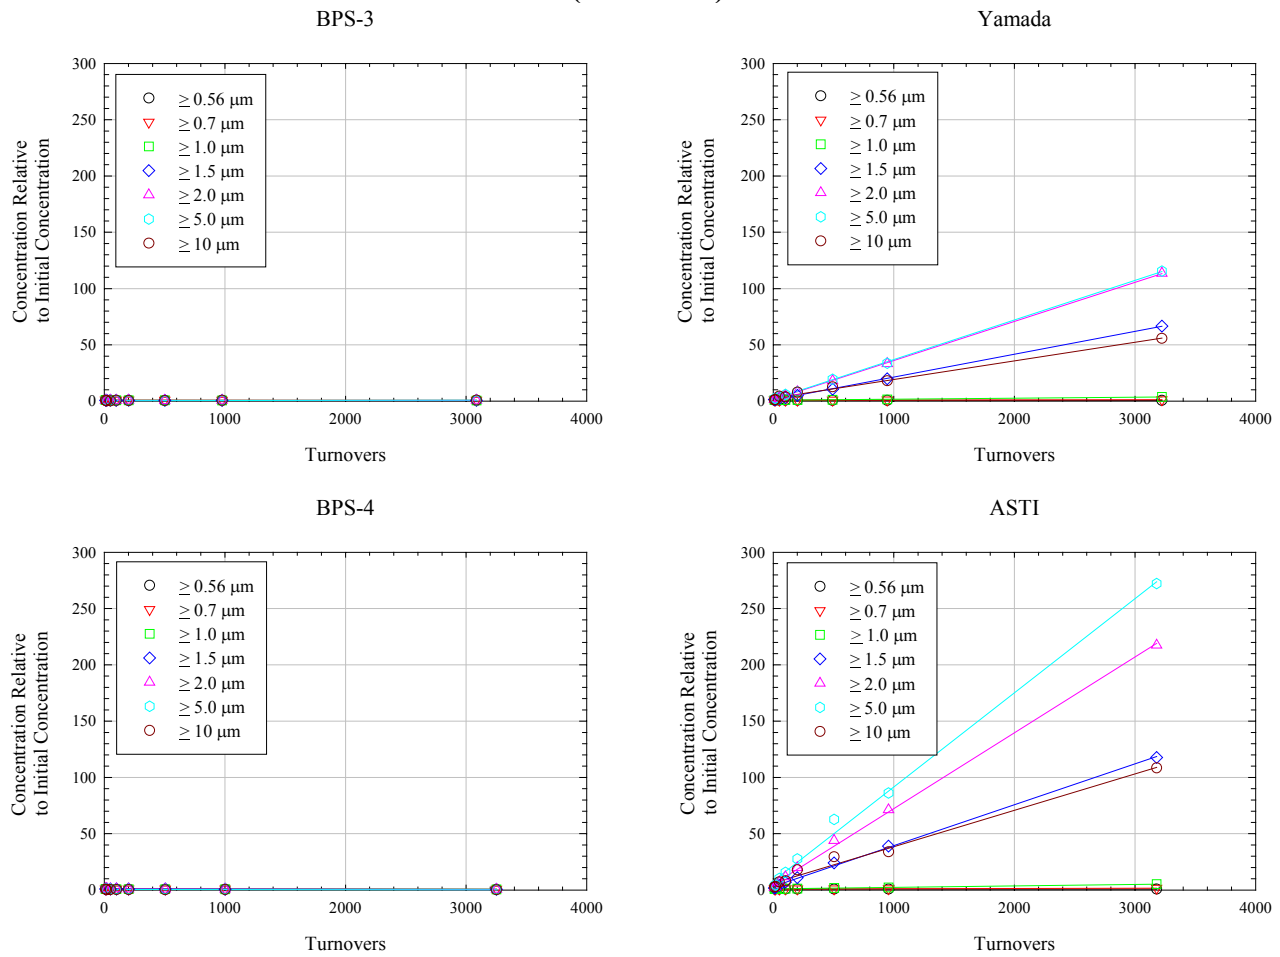 BPS-3
300
250
200
150
100
50
0
0 1000 2000 3000 4000
Concentration Relative
to Initial Concentration
Turnovers
≥ 0.56 µm
≥ 0.7 µm
≥ 1.0 µm
≥ 1.5 µm
≥ 2.0 µm
≥ 5.0 µm
≥ 10 µm
Yamada
300
250
200
150
100
50
0
0 1000 2000 3000 4000
Concentration Relative
to Initial Concentration
Turnovers
≥ 0.56 µm
≥ 0.7 µm
≥ 1.0 µm
≥ 1.5 µm
≥ 2.0 µm
≥ 5.0 µm
≥ 10 µm
BPS-4
300
250
200
150
100
50
0
0 1000 2000 3000 4000
Concentration Relative
to Initial Concentration
Turnovers
≥ 0.56 µm
≥ 0.7 µm
≥ 1.0 µm
≥ 1.5 µm
≥ 2.0 µm
≥ 5.0 µm
≥ 10 µm
ASTI
300
250
200
150
100
50
0
0 1000 2000 3000 4000
Concentration Relative
to Initial Concentration
Turnovers
≥ 0.56 µm
≥ 0.7 µm
≥ 1.0 µm
≥ 1.5 µm
≥ 2.0 µm
≥ 5.0 µm
≥ 10 µm